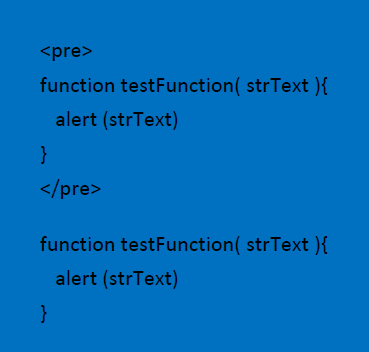 <pre>
function testFunction( strText ){
   alert (strText)
}
</pre>
function testFunction( strText ){
   alert (strText)
}